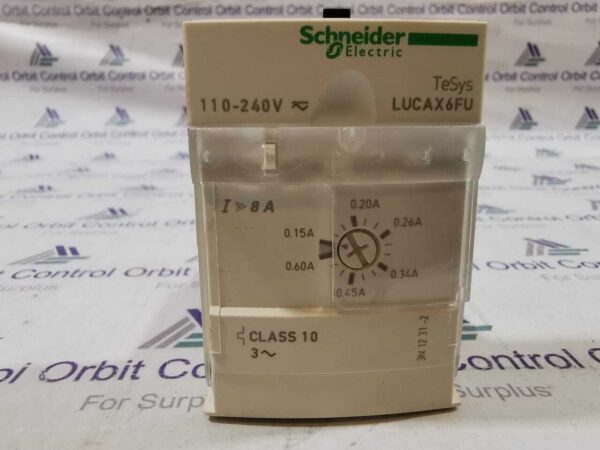 Schneider
Electric
TeSys
110-240V
LUCAX6FU
I >> 8 A
0.20A
0.15A
0.26A
0.60A
0.34A
0.45A
CLASS 10
3~
3N 12 31 -2
Orbit Control
For Surplus